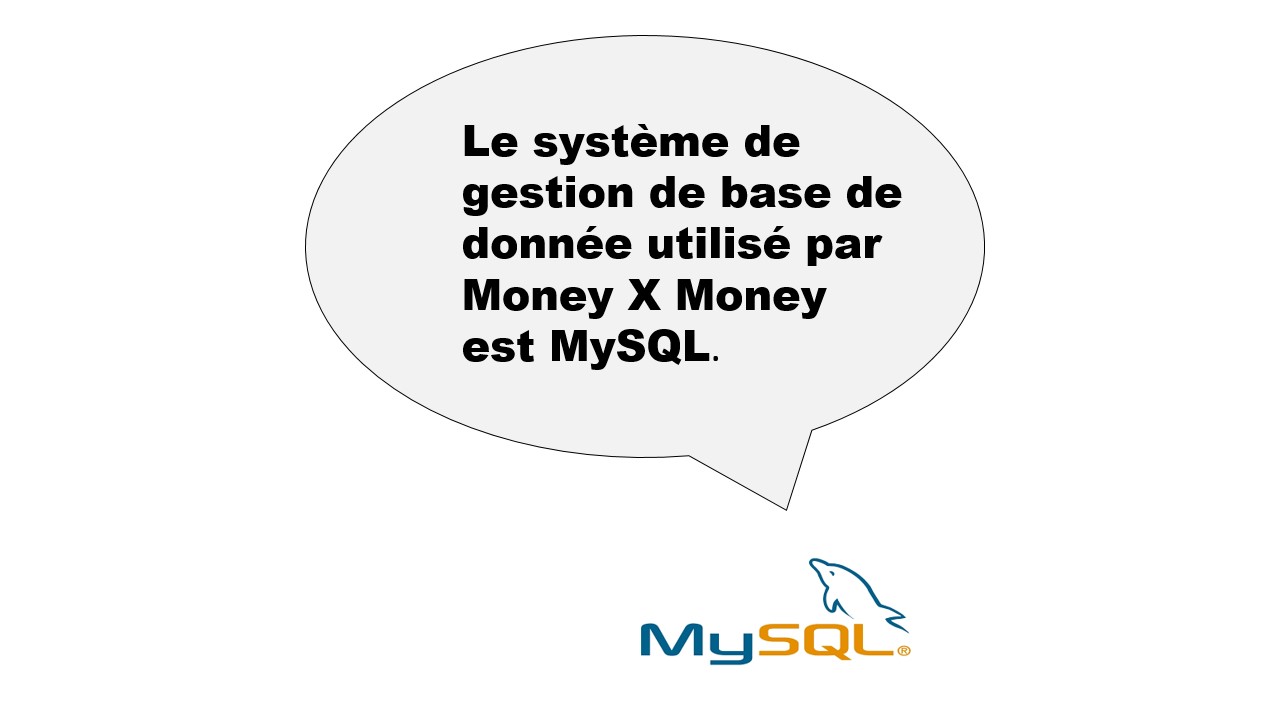 Le système de
gestion de base de
donnée utilisé par
Money X Money
est MySQL.
MySQL®